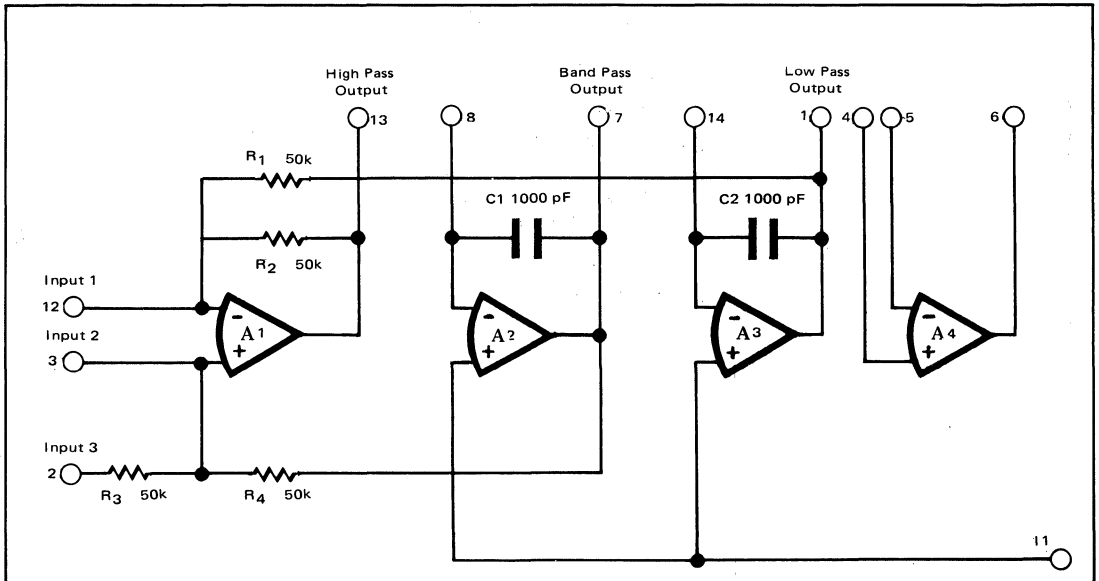 High Pass
Output
Band Pass
Output
Low Pass
Output
13
8
7
14
1
4
5
6
R1 50k
C1 1000 pF
C2 1000 pF
R2 50k
Input 1
12
Input 2
3
- A1 +
- A2 +
- A3 +
- A4 +
Input 3
2
R3 50k
R4 50k
11